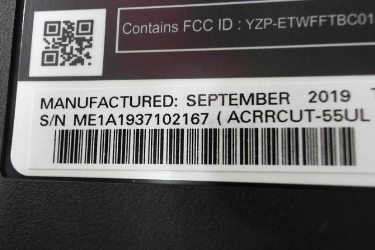 Contains FCC ID : YZP-ETWFFTBC01
MANUFACTURED: SEPTEMBER 2019
S/N ME1A1937102167 ( ACRRCUT-55UL